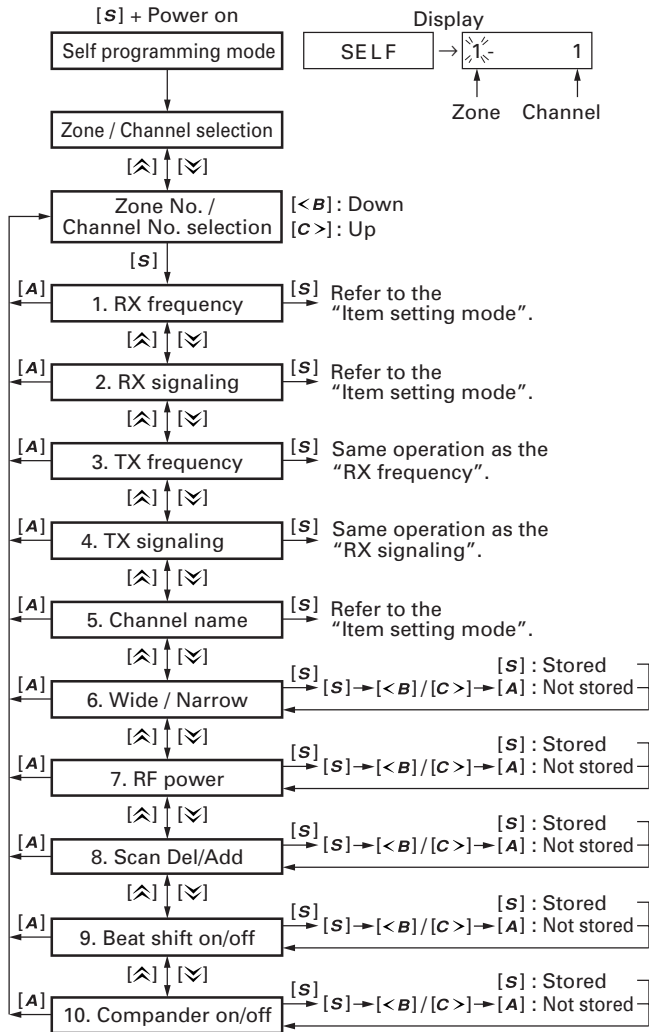 [S] + Power on
Display
Self programming mode
SELF → 1- 1
Zone Channel
Zone / Channel selection
[︽] [︾]
Zone No. /
Channel No. selection
[<B] : Down
[C>] : Up
[S]
[A] 1. RX frequency [S] Refer to the
"Item setting mode".
[︽] [︾]
[A] 2. RX signaling [S] Refer to the
"Item setting mode".
[︽] [︾]
[A] 3. TX frequency [S] Same operation as the
"RX frequency".
[︽] [︾]
[A] 4. TX signaling [S] Same operation as the
"RX signaling".
[︽] [︾]
[A] 5. Channel name [S] Refer to the
"Item setting mode".
[︽] [︾]
[S] : Stored
[A] 6. Wide / Narrow [S] [S]→[<B]/[C>]→[A] : Not stored
[︽] [︾]
[S] : Stored
[A] 7. RF power [S] [S]→[<B]/[C>]→[A] : Not stored
[︽] [︾]
[S] : Stored
[A] 8. Scan Del/Add [S] [S]→[<B]/[C>]→[A] : Not stored
[︽] [︾]
[S] : Stored
[A] 9. Beat shift on/off [S] [S]→[<B]/[C>]→[A] : Not stored
[︽] [︾]
[S] : Stored
[A] 10. Compander on/off [S] [S]→[<B]/[C>]→[A] : Not stored